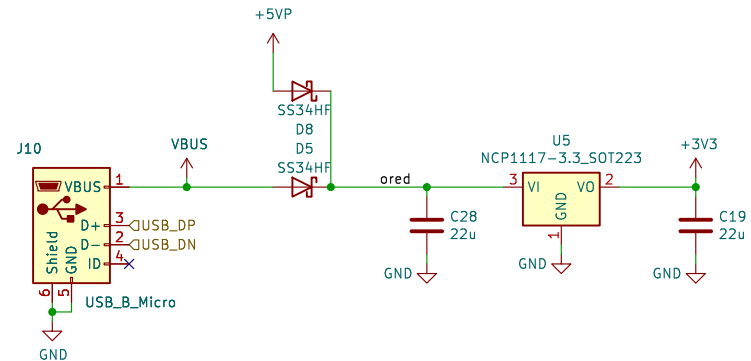 +5VP
SS34HF
D8
D5
SS34HF
J10
VBUS
VBUS 1
D+ 3 USB_DP
D- 2 USB_DN
ID 4
Shield
GND
6 5
USB_B_Micro
GND
ored
C28
22u
GND
U5
NCP1117-3.3_SOT223
3 VI VO 2
GND
1
GND
+3V3
C19
22u
GND